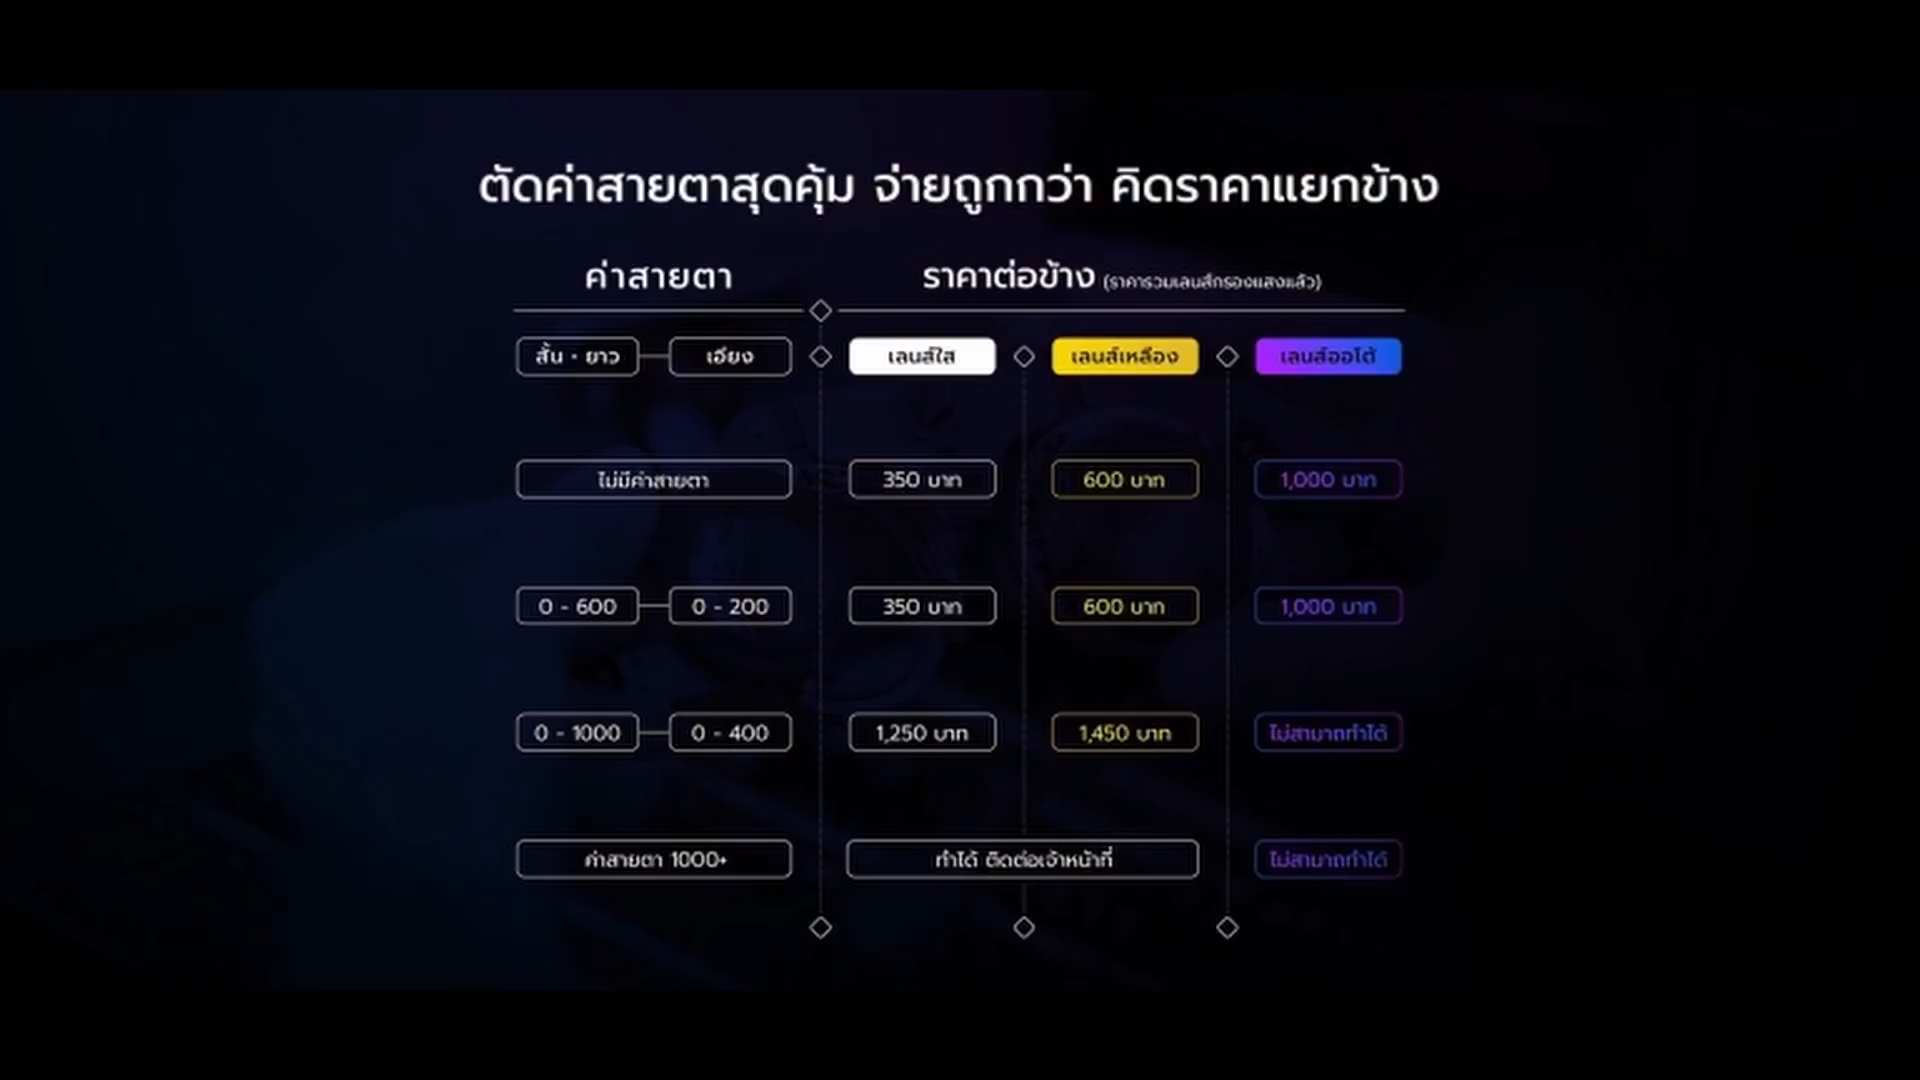 ตัดค่าสายตาสุดคุ้ม จ่ายถูกกว่า คิดราคาแยกข้าง
ค่าสายตา ราคาต่อข้าง (ราคารวมเลนส์กรองแสงแล้ว)
สั้น • ยาว เอียง เลนส์ใส เลนส์เหลือง เลนส์ออโต้
ไม่มีค่าสายตา 350 บาท 600 บาท 1,000 บาท
0 - 600 0 - 200 350 บาท 600 บาท 1,000 บาท
0 - 1000 0 - 400 1,250 บาท 1,450 บาท ไม่สามาถทำได้
ค่าสายตา 1000+ ทำได้ ติดต่อเจ้าหน้าที่ ไม่สามาถทำได้